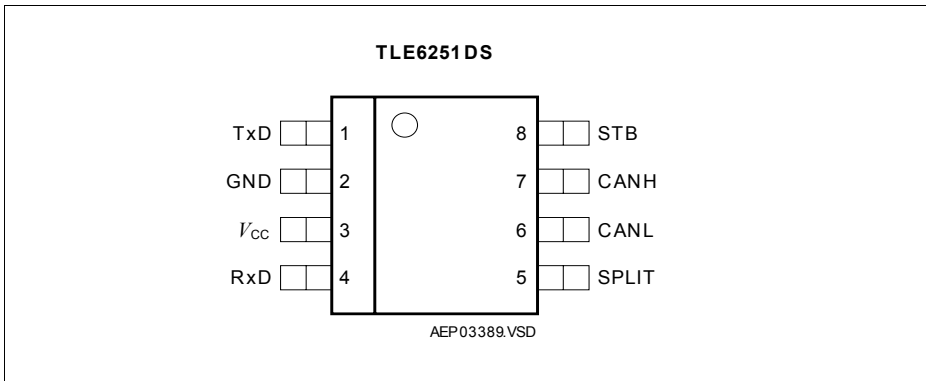 TLE6251DS
TxD 1 8 STB
GND 2 7 CANH
VCC 3 6 CANL
RxD 4 5 SPLIT
AEP03389.VSD